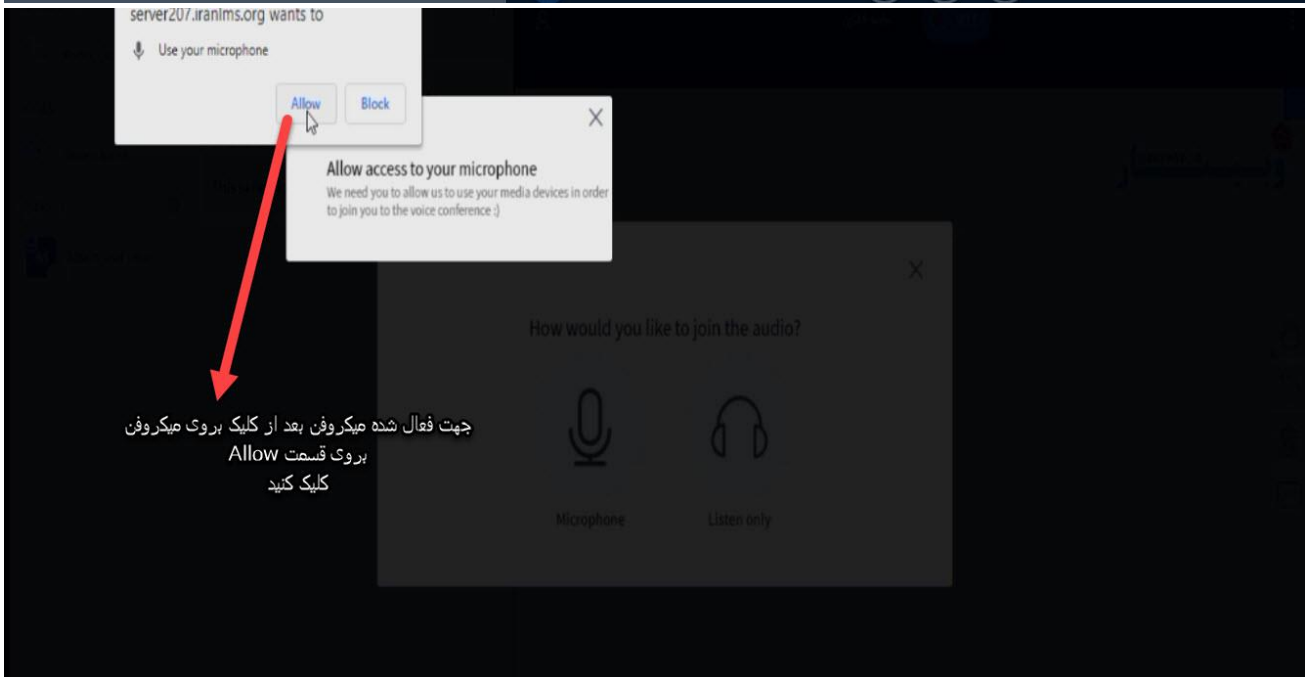 server207.iranlms.org wants to
Use your microphone
Allow
Block
Allow access to your microphone
We need you to allow us to use your media devices in order
to join you to the voice conference :)
How would you like to join the audio?
جهت فعال شده میکروفن بعد از کلیک بروی میکروفن
بروی قسمت Allow
کلیک کنید
Microphone
Listen only